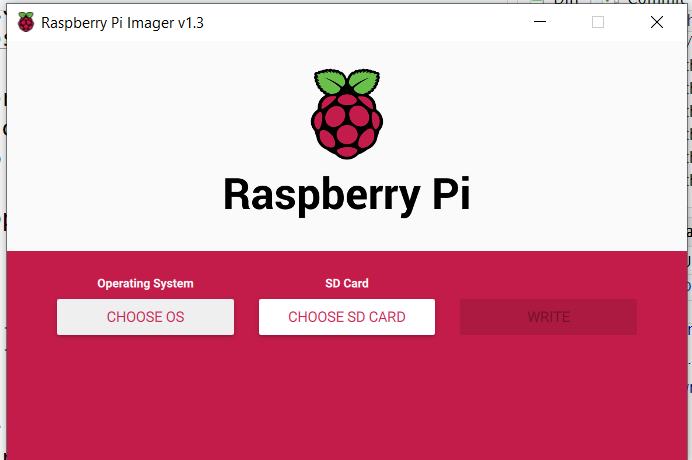 Raspberry Pi Imager v1.3
Raspberry Pi
Operating System
SD Card
CHOOSE OS
CHOOSE SD CARD
WRITE